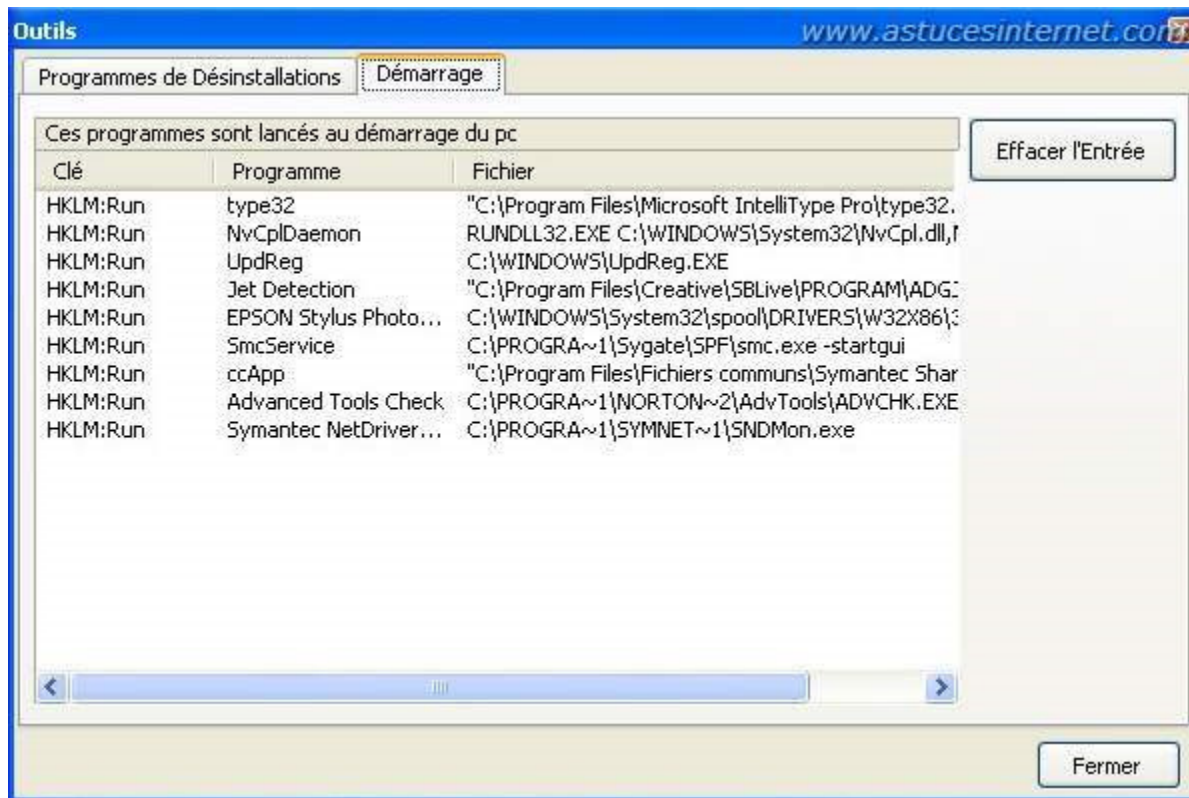 Outils
www.astucesinternet.com
Programmes de Désinstallations Démarrage
Ces programmes sont lancés au démarrage du pc
Effacer l'Entrée
Clé Programme Fichier
HKLM:Run type32 "C:\Program Files\Microsoft IntelliType Pro\type32.
HKLM:Run NvCplDaemon RUNDLL32.EXE C:\WINDOWS\System32\NvCpl.dll,
HKLM:Run UpdReg C:\WINDOWS\UpdReg.EXE
HKLM:Run Jet Detection "C:\Program Files\Creative\SBLive\PROGRAM\ADG
HKLM:Run EPSON Stylus Photo... C:\WINDOWS\System32\spool\DRIVERS\W32X86\3
HKLM:Run SmcService C:\PROGRA~1\Sygate\SPF\smc.exe -startgui
HKLM:Run ccApp "C:\Program Files\Fichiers communs\Symantec Shar
HKLM:Run Advanced Tools Check C:\PROGRA~1\NORTON~2\AdvTools\ADVCHK.EXE
HKLM:Run Symantec NetDriver... C:\PROGRA~1\SYMNET~1\SNDMon.exe
Fermer